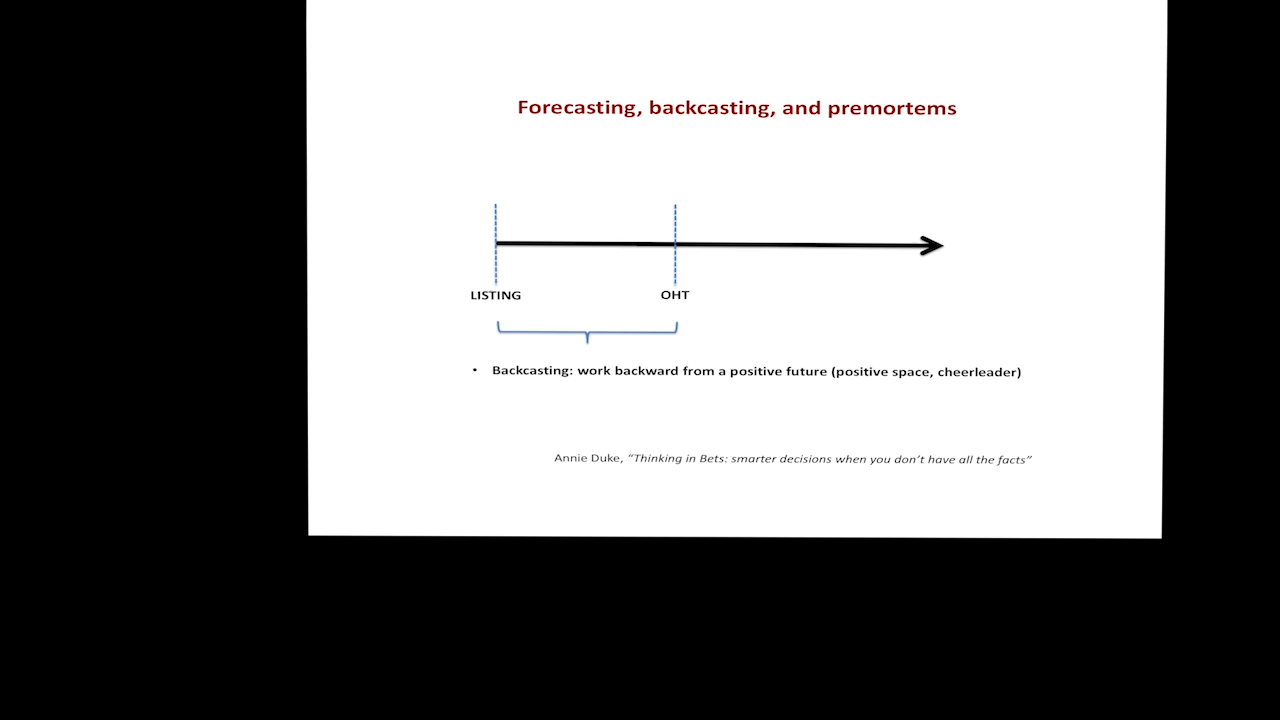 Forecasting, backcasting, and premortems
LISTING OHT
• Backcasting: work backward from a positive future (positive space, cheerleader)
Annie Duke, “Thinking in Bets: smarter decisions when you don’t have all the facts”